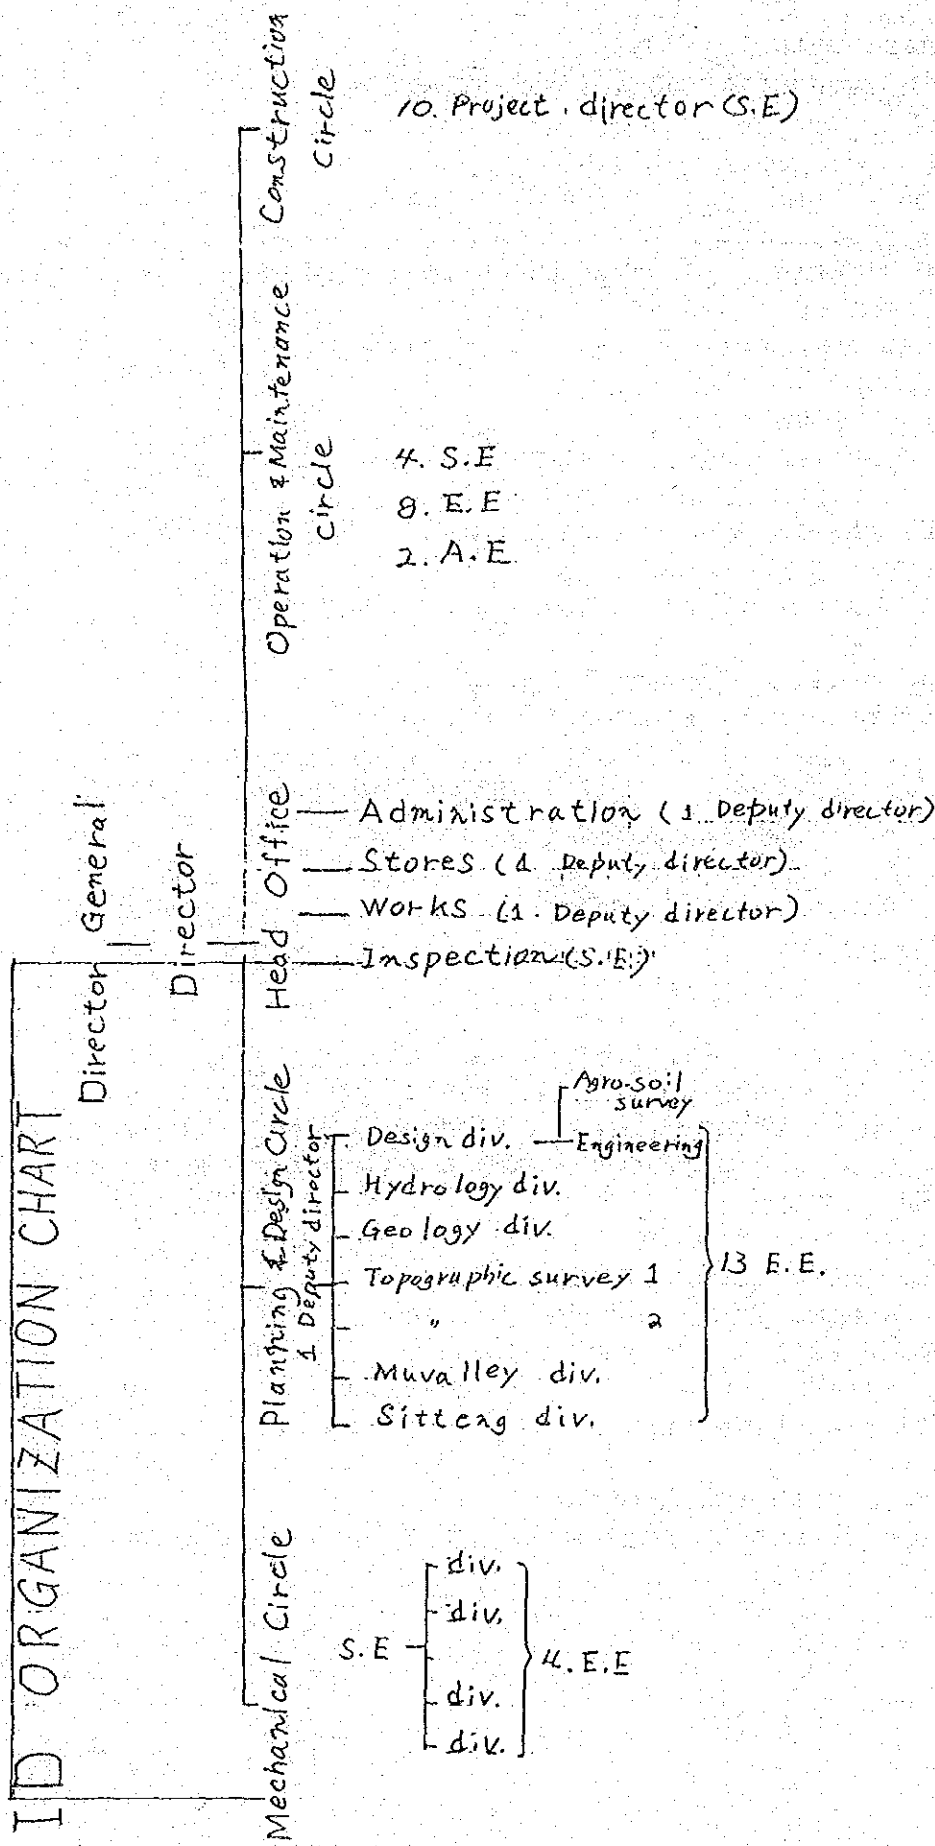 ID ORGANIZATION CHART
Director General
Director
Mechanical Circle
S.E
div.
div.
div.
div.
4. E.E
Planning & Design Circle
1 Deputy director
Design div.
Agro-soil
survey
Engineering
Hydrology div.
Geology div.
Topographic survey 1
" 2
Muvalley div.
Sitteng div.
13 E.E.
Head Office
Administration (1 Deputy director)
Stores (1 Deputy director)
Works (1. Deputy director)
Inspection (S.E.)
Operation & Maintenance
Circle
4. S.E
8. E.E
2. A.E
Construction
Circle
10. Project. director (S.E)